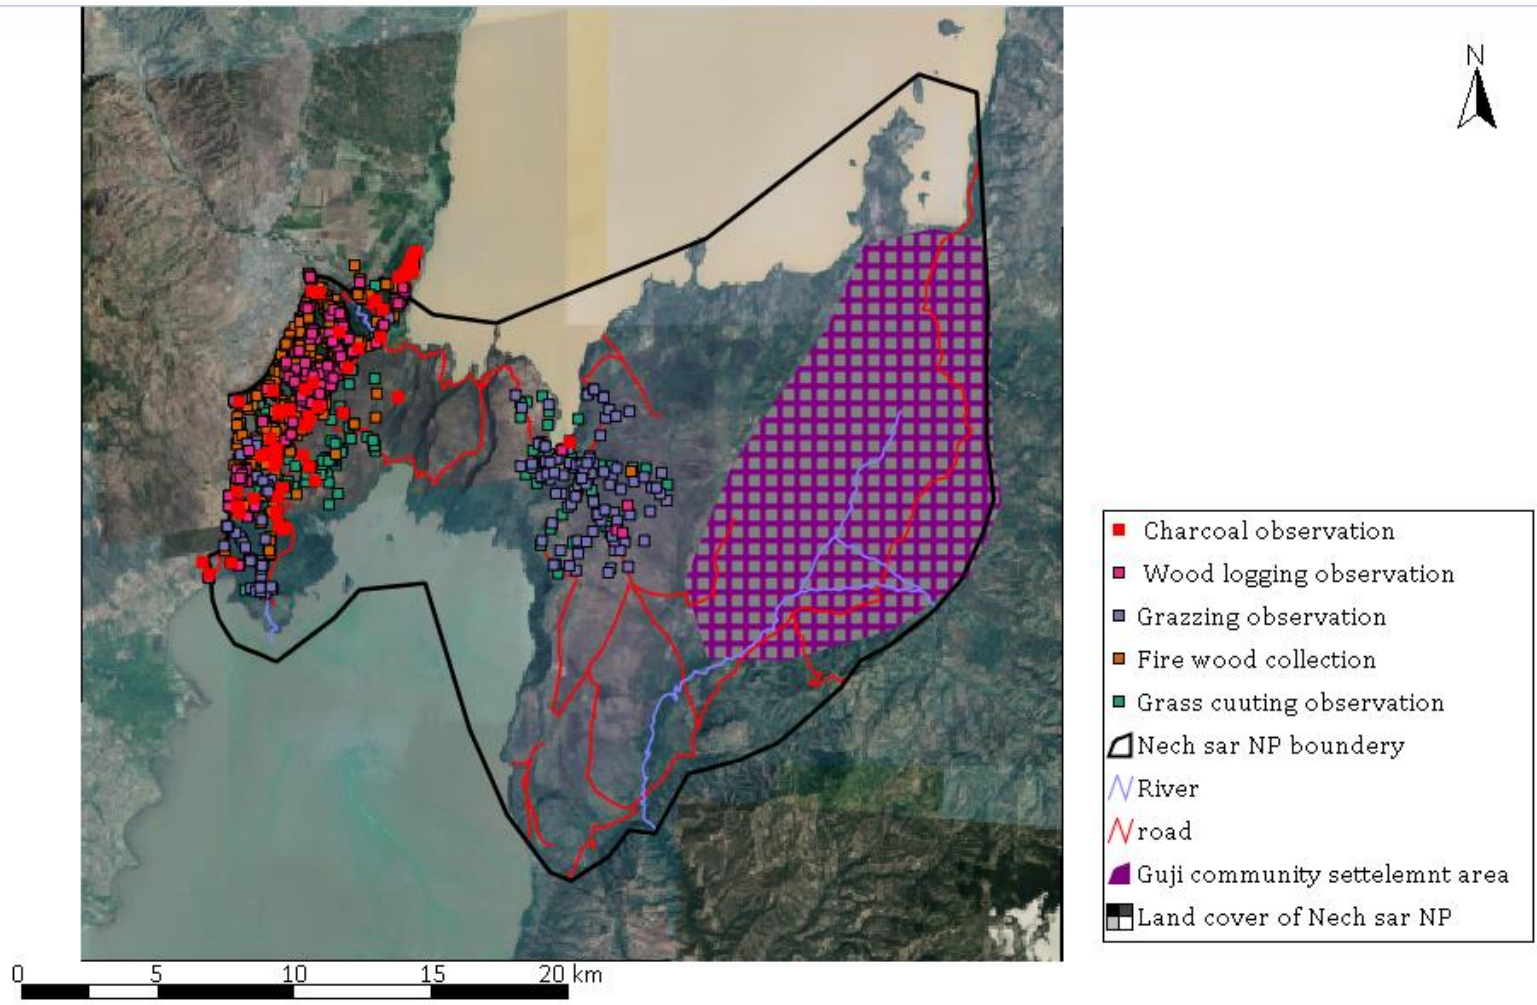 N
Charcoal observation
Wood logging observation
Grazzing observation
Fire wood collection
Grass cuuting observation
Nech sar NP boundery
River
road
Guji community settelemnt area
Land cover of Nech sar NP
0 5 10 15 20 km